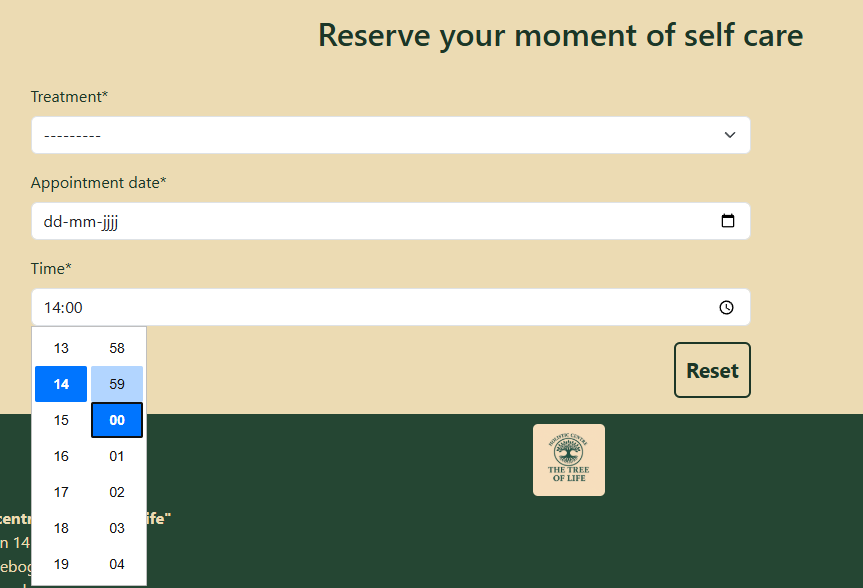 Reserve your moment of self care
Treatment*
---------
Appointment date*
dd-mm-jjjj
Time*
14:00
13 58
14 59
15 00
16 01
17 02
18 03
19 04
Reset
HOLISTIC CENTRE
THE TREE
OF LIFE
centr ife"
n 14
ebog